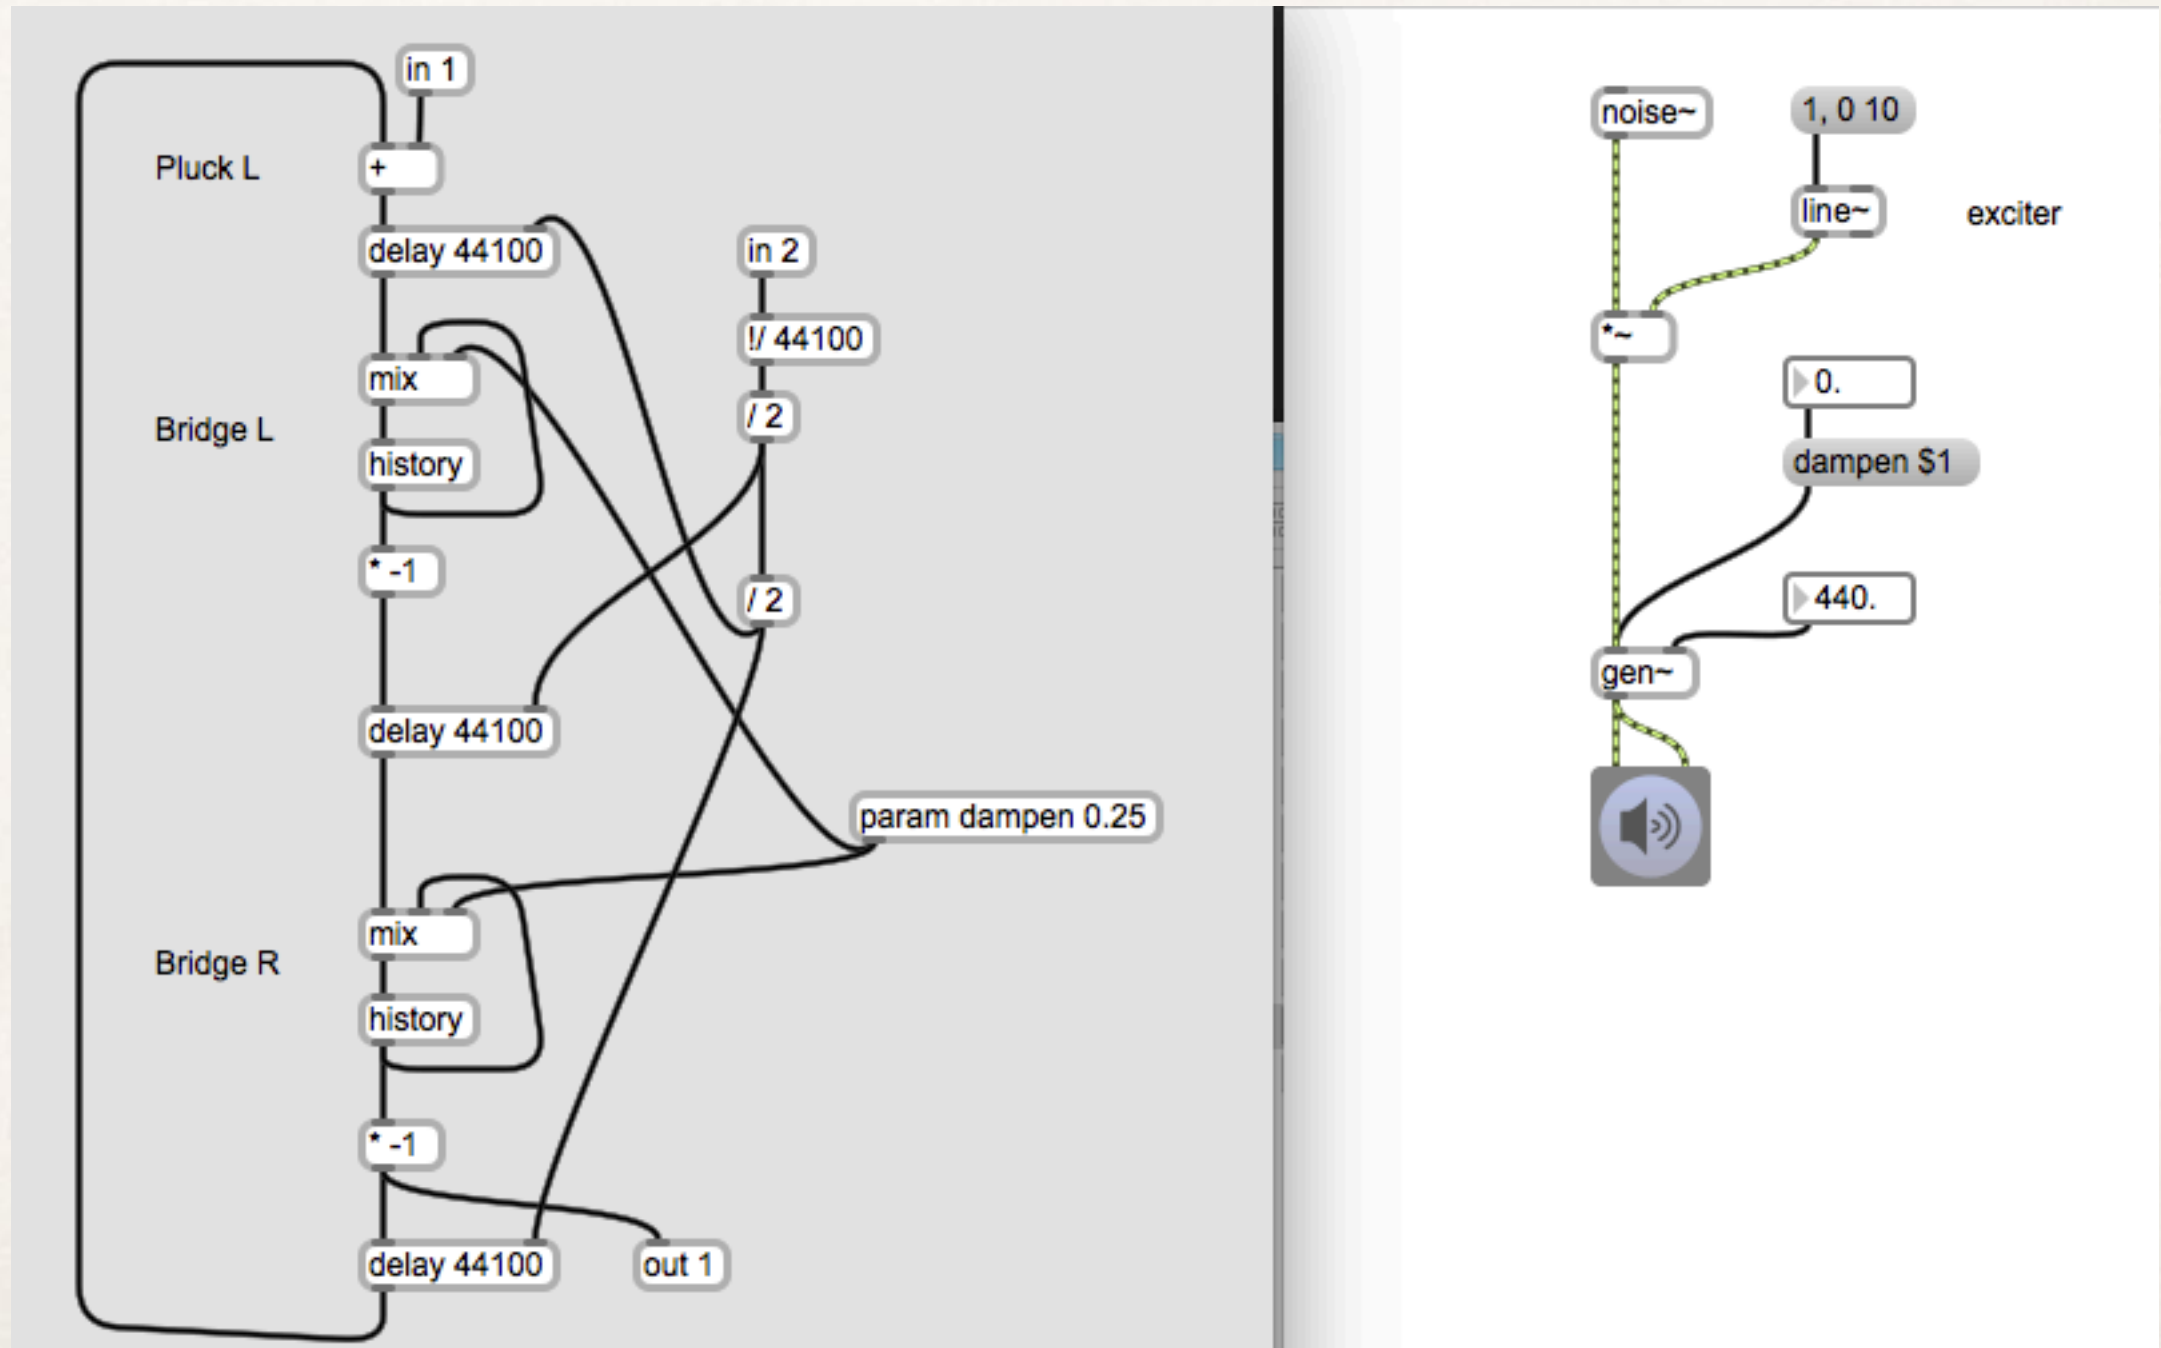 in 1
Pluck L
+
delay 44100
in 2
!/ 44100
mix
/ 2
Bridge L
history
* -1
/ 2
delay 44100
param dampen 0.25
mix
Bridge R
history
* -1
delay 44100
out 1
noise~
1, 0 10
line~
exciter
*~
0.
dampen $1
440.
gen~